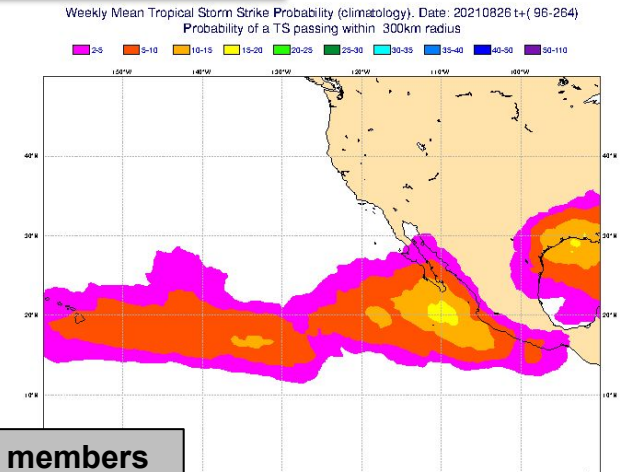 Weekly Mean Tropical Storm Strike Probability (climatology). Date: 20210826 t+( 96-264)
Probability of a TS passing within 300km radius
2-5 5-10 10-15 15-20 20-25 25-30 30-35 35-40 40-50 50-110
150°W 140°W 130°W 120°W 110°W 100°W
40°N
30°N 30°N
20°N 20°N
10°N 10°N
members